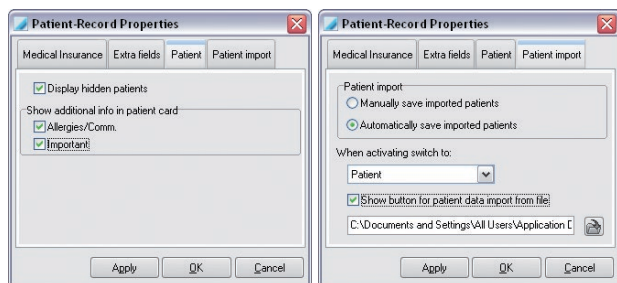 Patient-Record Properties
Medical Insurance Extra fields Patient Patient import
Display hidden patients
Show additional info in patient card
Allergies/Comm.
Important
Apply OK Cancel
Patient-Record Properties
Medical Insurance Extra fields Patient Patient import
Patient import
Manually save imported patients
Automatically save imported patients
When activating switch to:
Patient
Show button for patient data import from file
C:\Documents and Settings\All Users\Application D
Apply OK Cancel